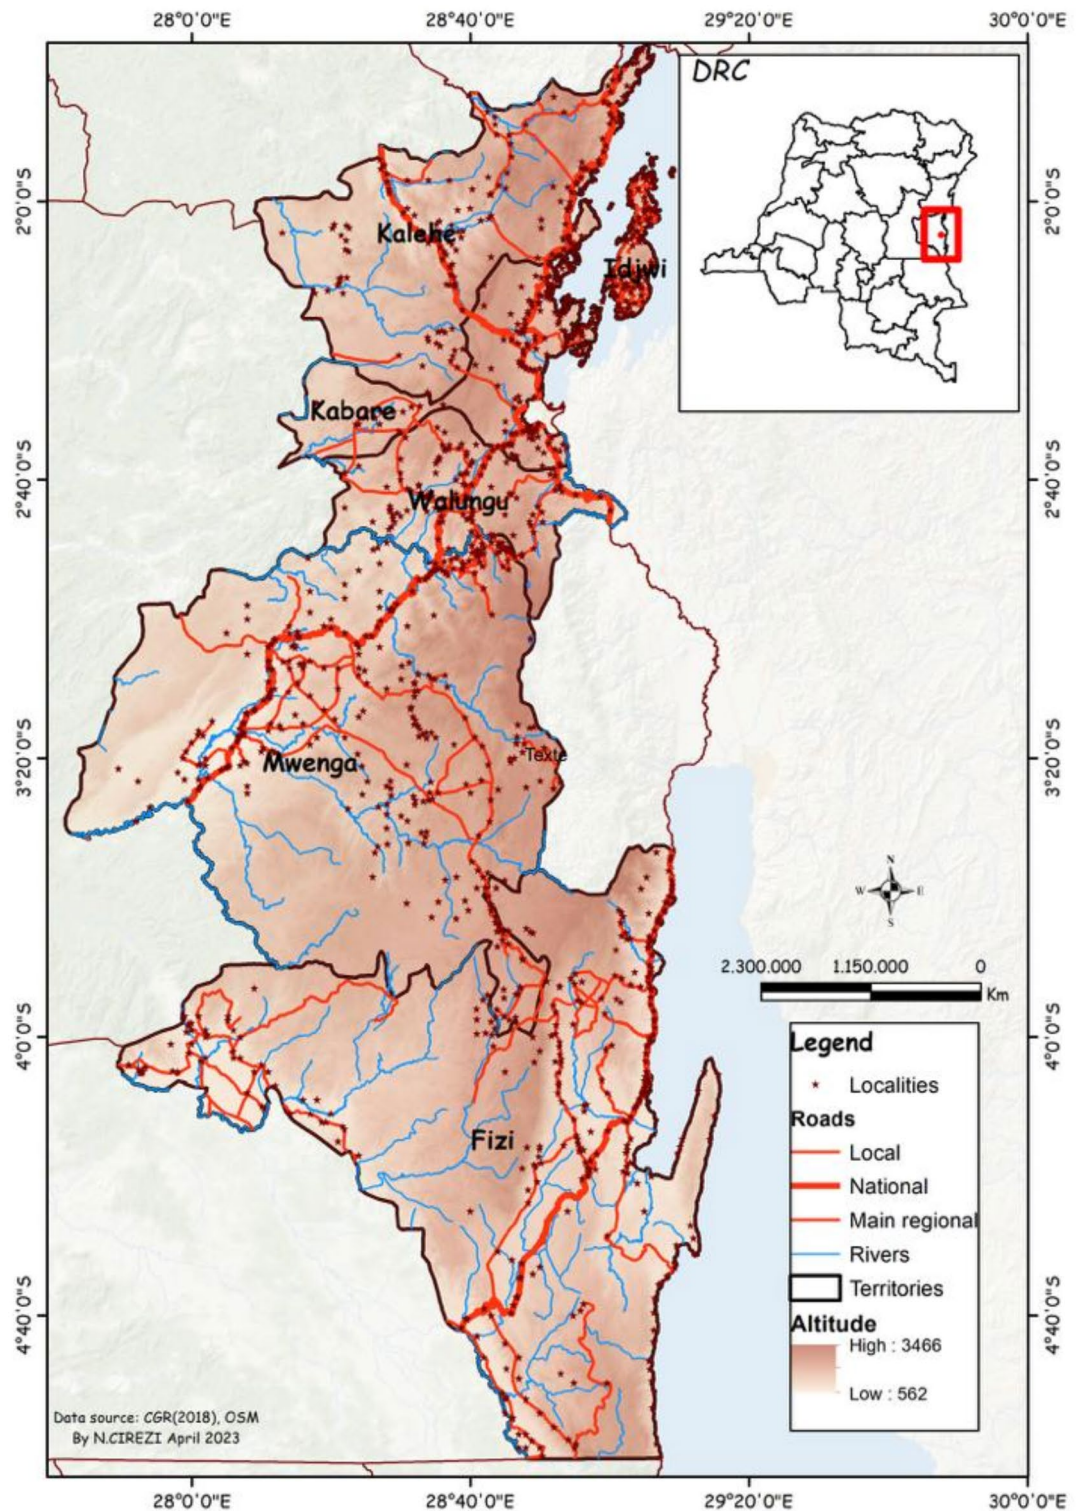 28°0'0"E
28°40'0"E
29°20'0"E
30°0'0"E
DRC
2°0'0"S
2°0'0"S
Kalehe
Idjwi
Kabare
2°40'0"S
2°40'0"S
Walungu
Texte
3°20'0"S
3°20'0"S
Mwenga
N
W
E
S
2.300.000
1.150.000
0
Km
4°0'0"S
4°0'0"S
Legend
Localities
Roads
Fizi
Local
National
Main regional
Rivers
Territories
4°40'0"S
4°40'0"S
Altitude
High : 3466
Low : 562
Data source: CGR(2018), OSM
By N.CIREZI April 2023
28°0'0"E
28°40'0"E
29°20'0"E
30°0'0"E